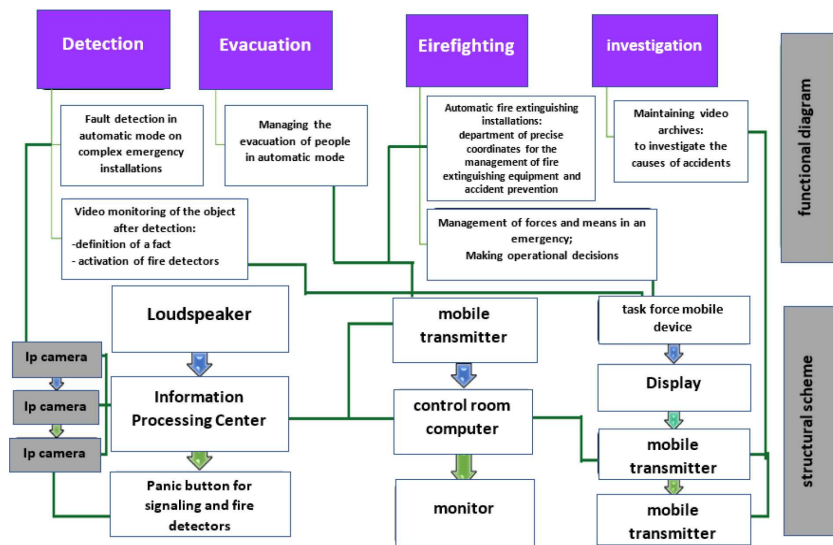 Detection
Evacuation
Eirefighting
investigation
functional diagram
Fault detection in
automatic mode on
complex emergency
installations
Managing the
evacuation of people
in automatic mode
Automatic fire extinguishing
installations:
department of precise
coordinates for the
management of fire
extinguishing equipment and
accident prevention
Maintaining video
archives:
to investigate the
causes of accidents
Video monitoring of the object
after detection:
-definition of a fact
- activation of fire detectors
Management of forces and means in an
emergency;
Making operational decisions
structural scheme
Loudspeaker
mobile
transmitter
task force mobile
device
Ip camera
Ip camera
Ip camera
Information
Processing Center
control room
computer
Display
mobile
transmitter
Panic button for
signaling and fire
detectors
monitor
mobile
transmitter